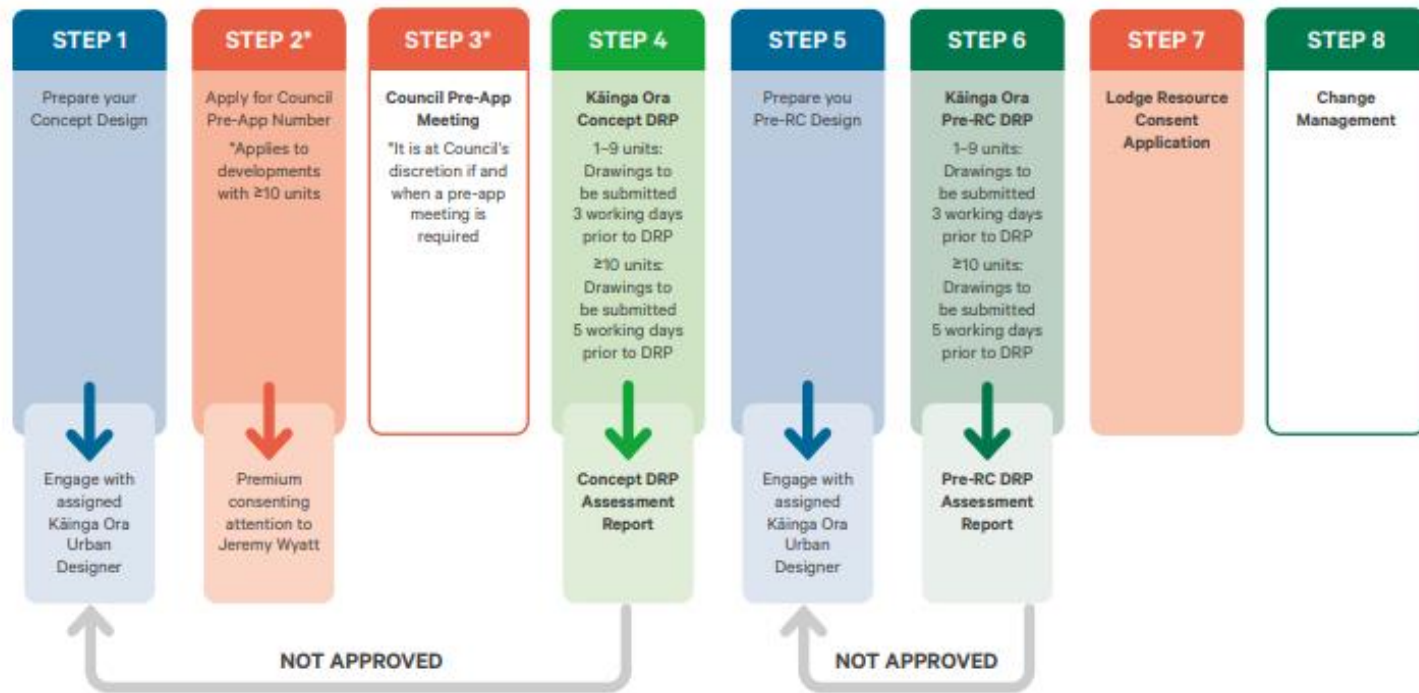 STEP 1
Prepare your
Concept Design
Engage with
assigned
Kāinga Ora
Urban
Designer
STEP 2*
Apply for Council
Pre-App Number
*Applies to
developments
with ≥10 units
Premium
consenting
attention to
Jeremy Wyatt
STEP 3*
Council Pre-App
Meeting
*It is at Council's
discretion if and
when a pre-app
meeting is
required
STEP 4
Kāinga Ora
Concept DRP
1–9 units:
Drawings to
be submitted
3 working days
prior to DRP
≥10 units:
Drawings to
be submitted
5 working days
prior to DRP
Concept DRP
Assessment
Report
STEP 5
Prepare you
Pre-RC Design
Engage with
assigned
Kāinga Ora
Urban
Designer
STEP 6
Kāinga Ora
Pre-RC DRP
1–9 units:
Drawings to
be submitted
3 working days
prior to DRP
≥10 units:
Drawings to
be submitted
5 working days
prior to DRP
Pre-RC DRP
Assessment
Report
STEP 7
Lodge Resource
Consent
Application
STEP 8
Change
Management
NOT APPROVED
NOT APPROVED